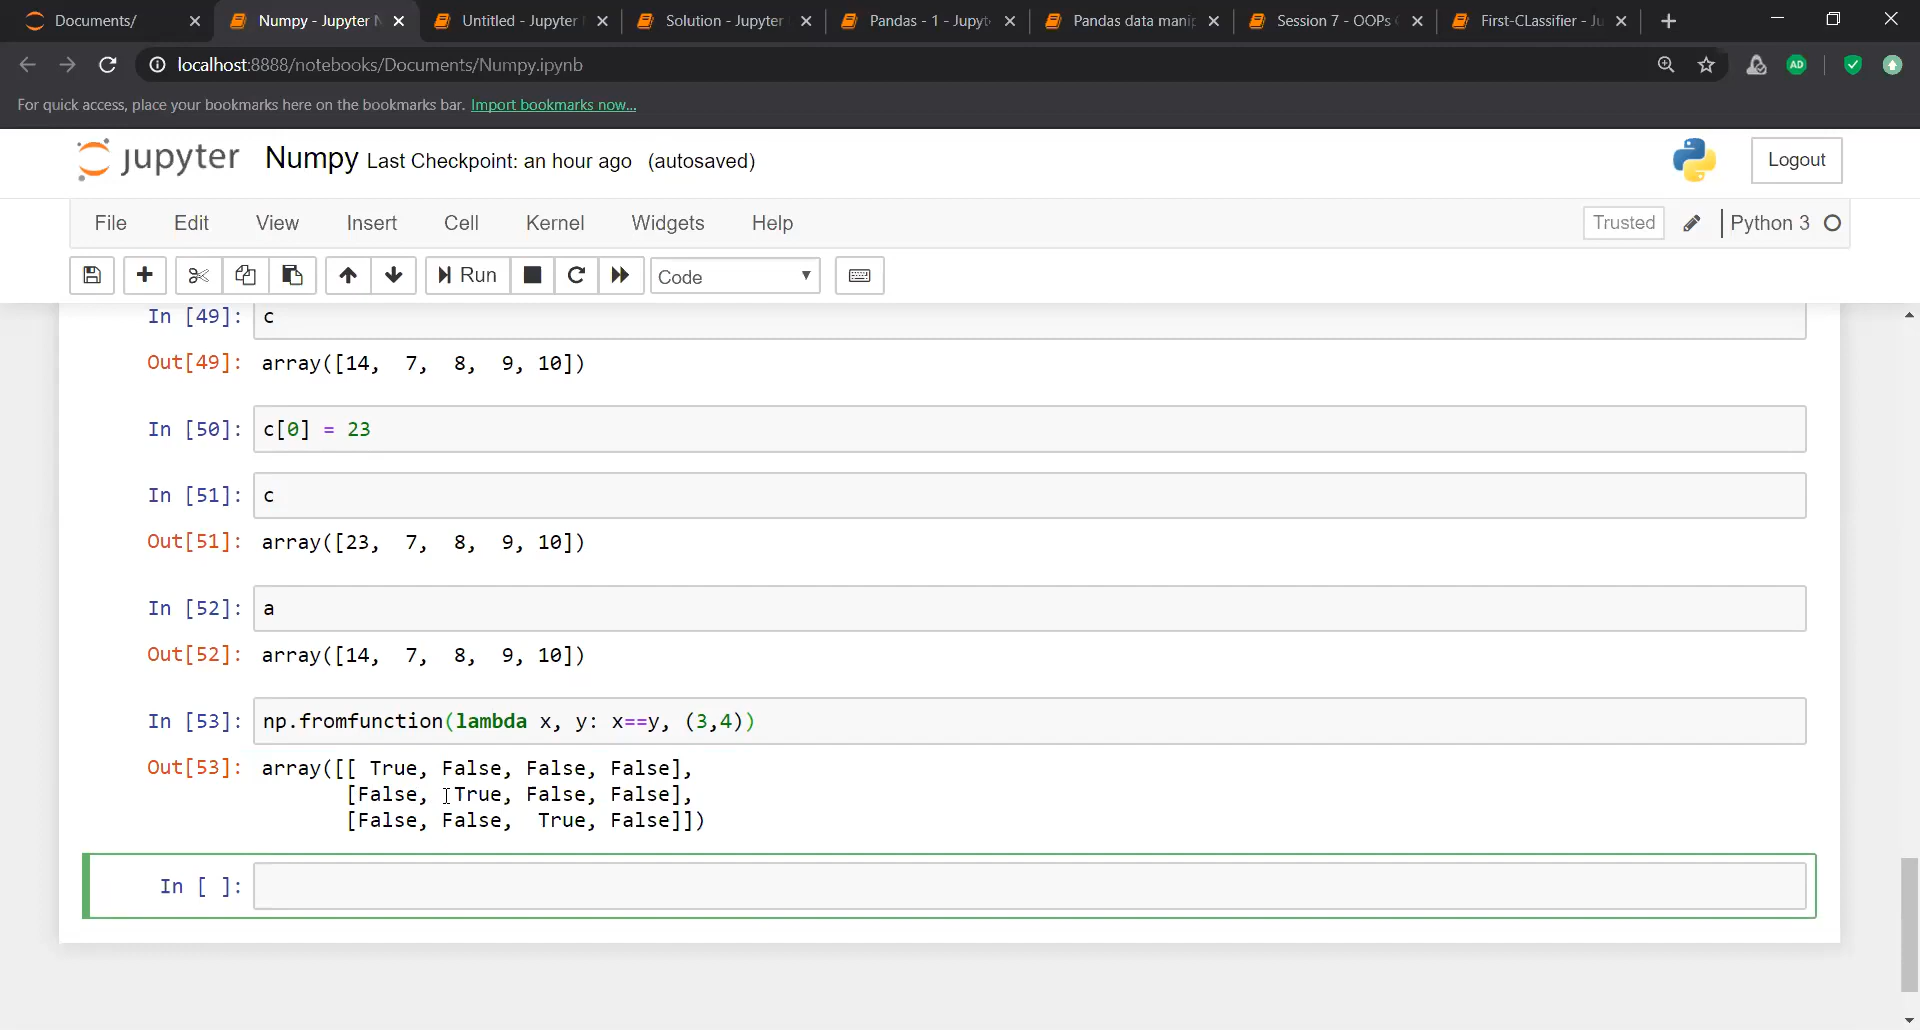 Documents/
Numpy - Jupyter N
Untitled - Jupyter
Solution - Jupyter
Pandas - 1 - Jupyt
Pandas data manip
Session 7 - OOPs
First-CLassifier - Ju
localhost:8888/notebooks/Documents/Numpy.ipynb
AD
For quick access, place your bookmarks here on the bookmarks bar. Import bookmarks now...
jupyter Numpy Last Checkpoint: an hour ago (autosaved)
Logout
File Edit View Insert Cell Kernel Widgets Help
Trusted Python 3
Run Code
In [49]: c
Out[49]: array([14,  7,  8,  9, 10])
In [50]: c[0] = 23
In [51]: c
Out[51]: array([23,  7,  8,  9, 10])
In [52]: a
Out[52]: array([14,  7,  8,  9, 10])
In [53]: np.fromfunction(lambda x, y: x==y, (3,4))
Out[53]: array([[ True, False, False, False],
[False,  True, False, False],
[False, False,  True, False]])
In [ ]: